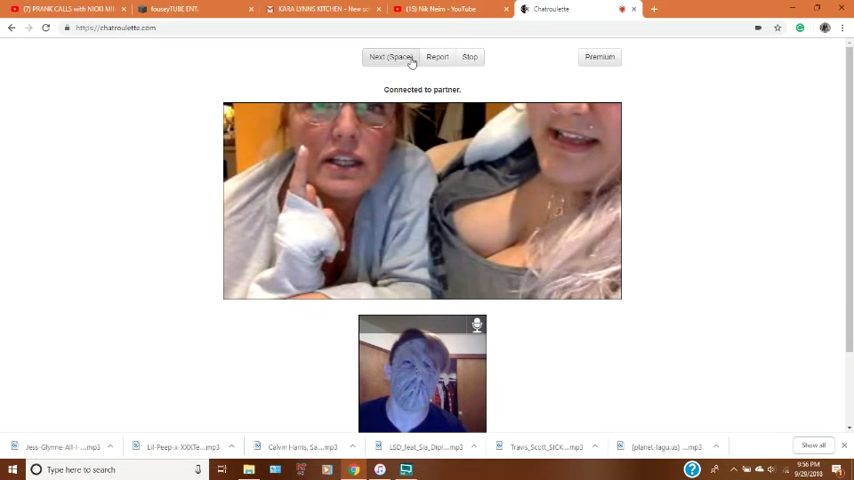 (7) PRANK CALLS with NICKI MI
fouseyTUBE ENT.
KARA LYNNS KITCHEN - New so
(15) Nik Neim - YouTube
Chatroulette
https://chatroulette.com
Next (Space)
Report
Stop
Premium
Connected to partner.
Jess-Glynne-All-I-....mp3
Lil-Peep-x-XXXTe....mp3
Calvin Harris, Sa....mp3
LSD_feat_Sia_Dipl....mp3
Travis_Scott_SICK....mp3
[planet-lagu.us] ....mp3
Show all
Type here to search
9:56 PM
9/29/2018